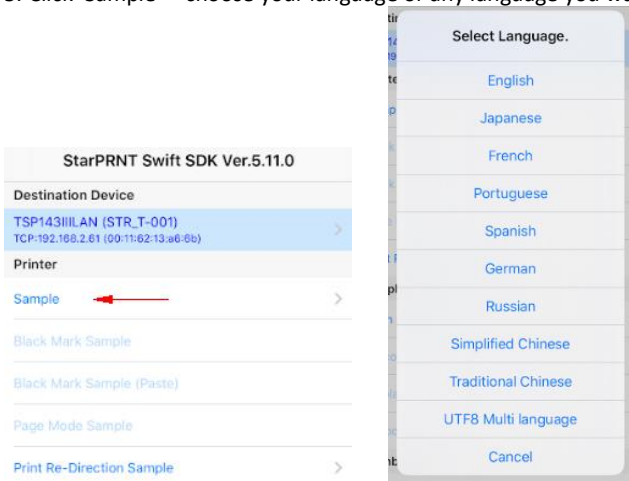 StarPRNT Swift SDK Ver.5.11.0
Destination Device
TSP143IIILAN (STR_T-001)
TCP:192.168.2.61 (00:11:62:13:a6:6b)
Printer
Sample
Black Mark Sample
Black Mark Sample (Paste)
Page Mode Sample
Print Re-Direction Sample
Select Language.
English
Japanese
French
Portuguese
Spanish
German
Russian
Simplified Chinese
Traditional Chinese
UTF8 Multi language
Cancel